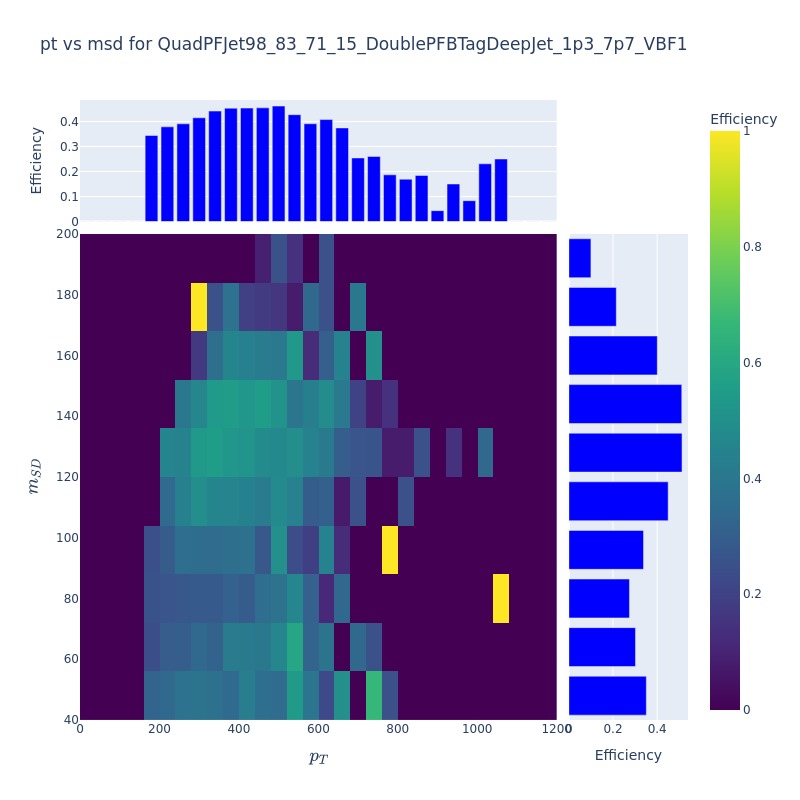 pt vs msd for QuadPFJet98_83_71_15_DoublePFBTagDeepJet_1p3_7p7_VBF1
Efficiency
0.4
0.3
0.2
0.1
0
Efficiency
1
0.8
0.6
0.4
0.2
0
m_SD
200
180
160
140
120
100
80
60
40
0 200 400 600 800 1000 1200
p_T
0 0.2 0.4
Efficiency